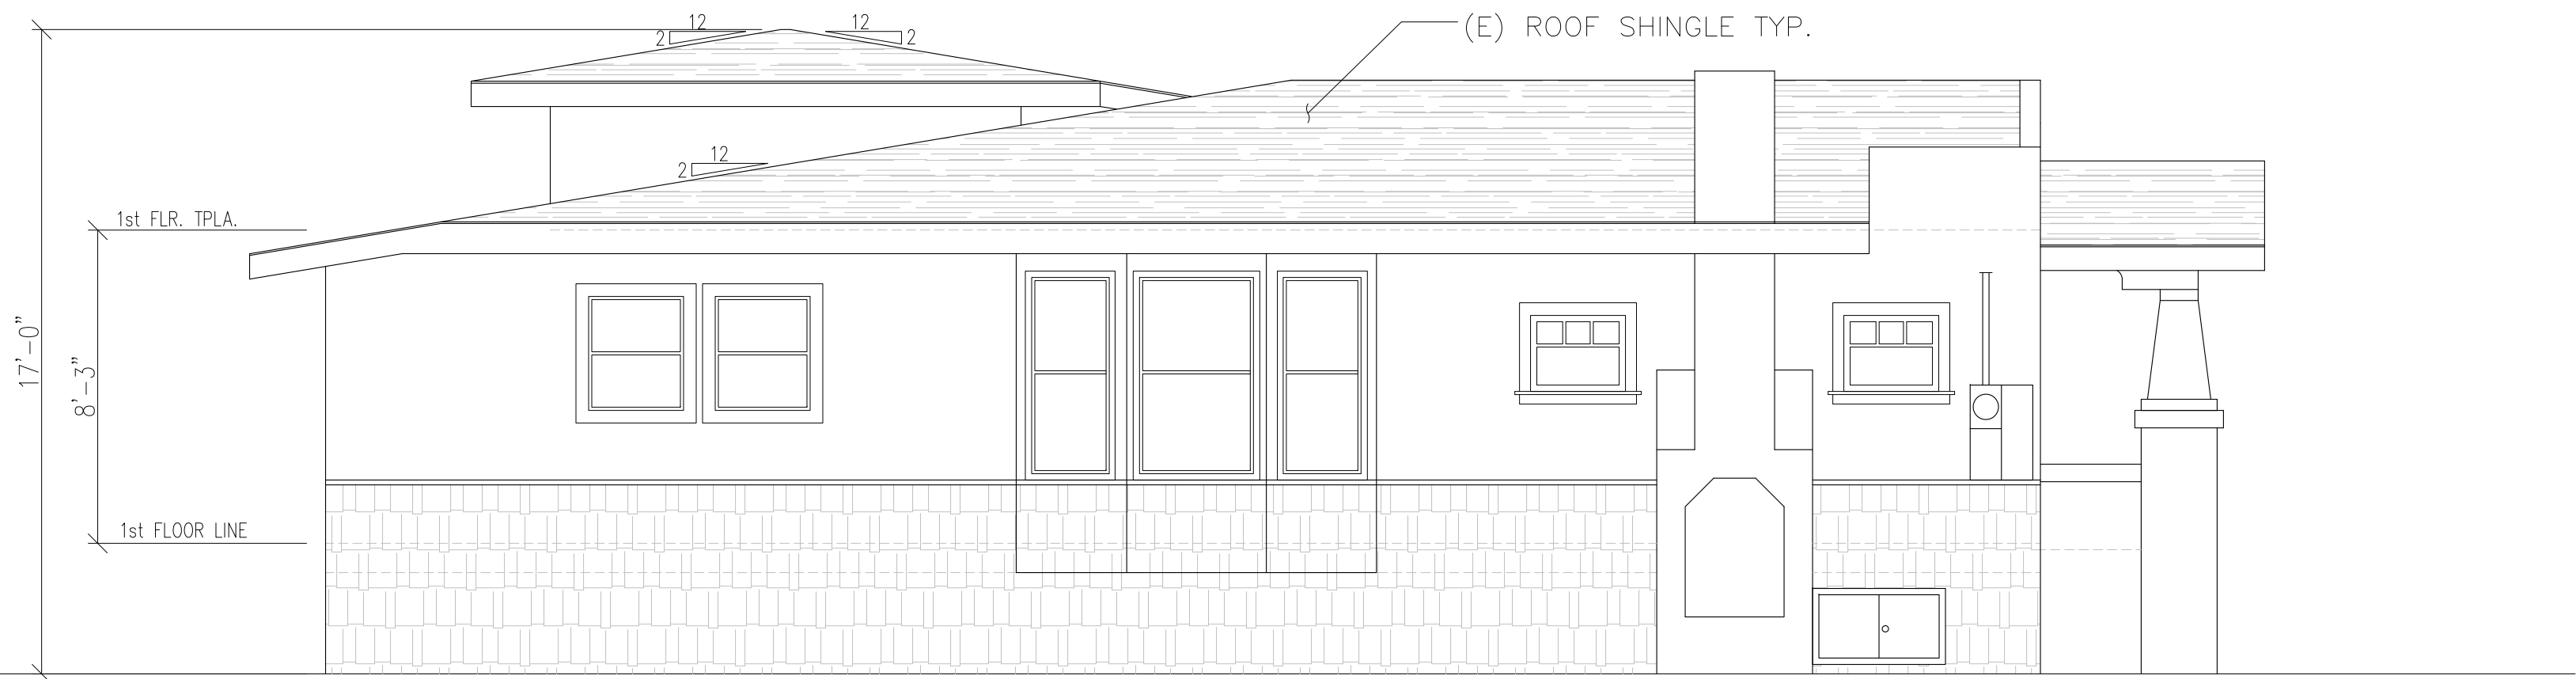 12
2
12
2
(E) ROOF SHINGLE TYP.
12
2
1st FLR. TPLA.
17'-0"
8'-3"
1st FLOOR LINE